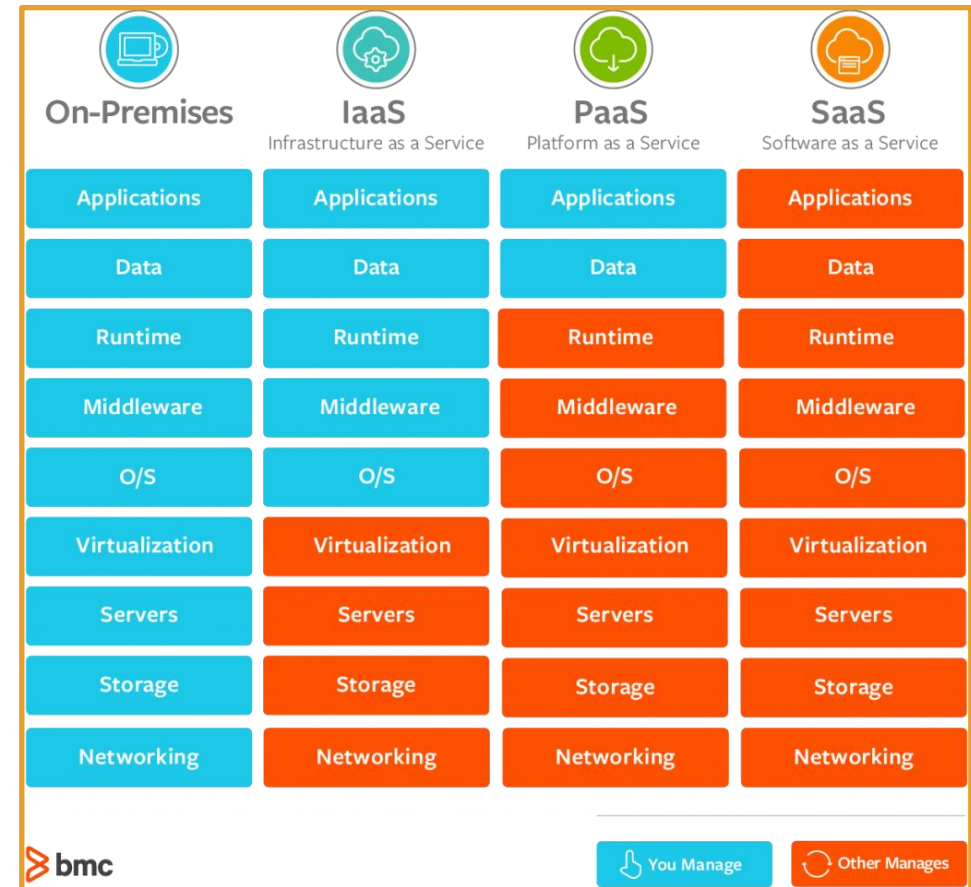 On-Premises
IaaS
Infrastructure as a Service
PaaS
Platform as a Service
SaaS
Software as a Service
Applications
Applications
Applications
Applications
Data
Data
Data
Data
Runtime
Runtime
Runtime
Runtime
Middleware
Middleware
Middleware
Middleware
O/S
O/S
O/S
O/S
Virtualization
Virtualization
Virtualization
Virtualization
Servers
Servers
Servers
Servers
Storage
Storage
Storage
Storage
Networking
Networking
Networking
Networking
bmc
You Manage
Other Manages